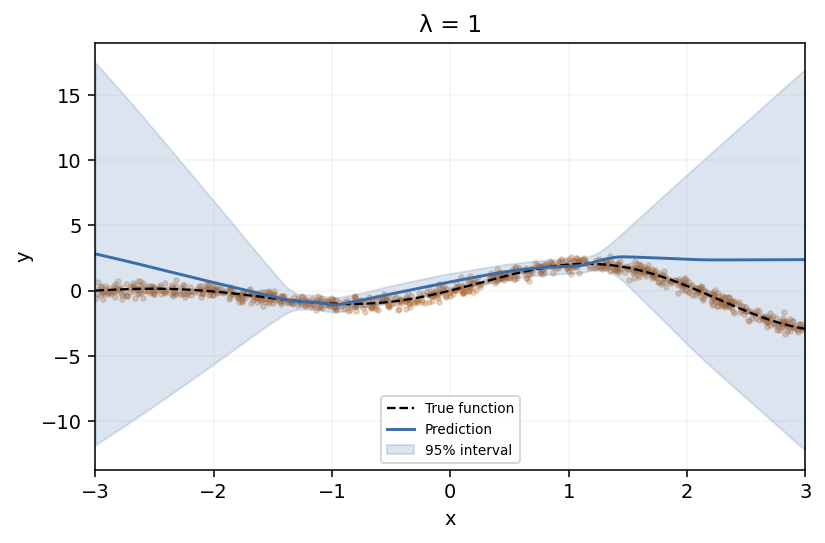 λ = 1
y
15
10
5
0
−5
−10
True function
Prediction
95% interval
−3
−2
−1
0
1
2
3
x